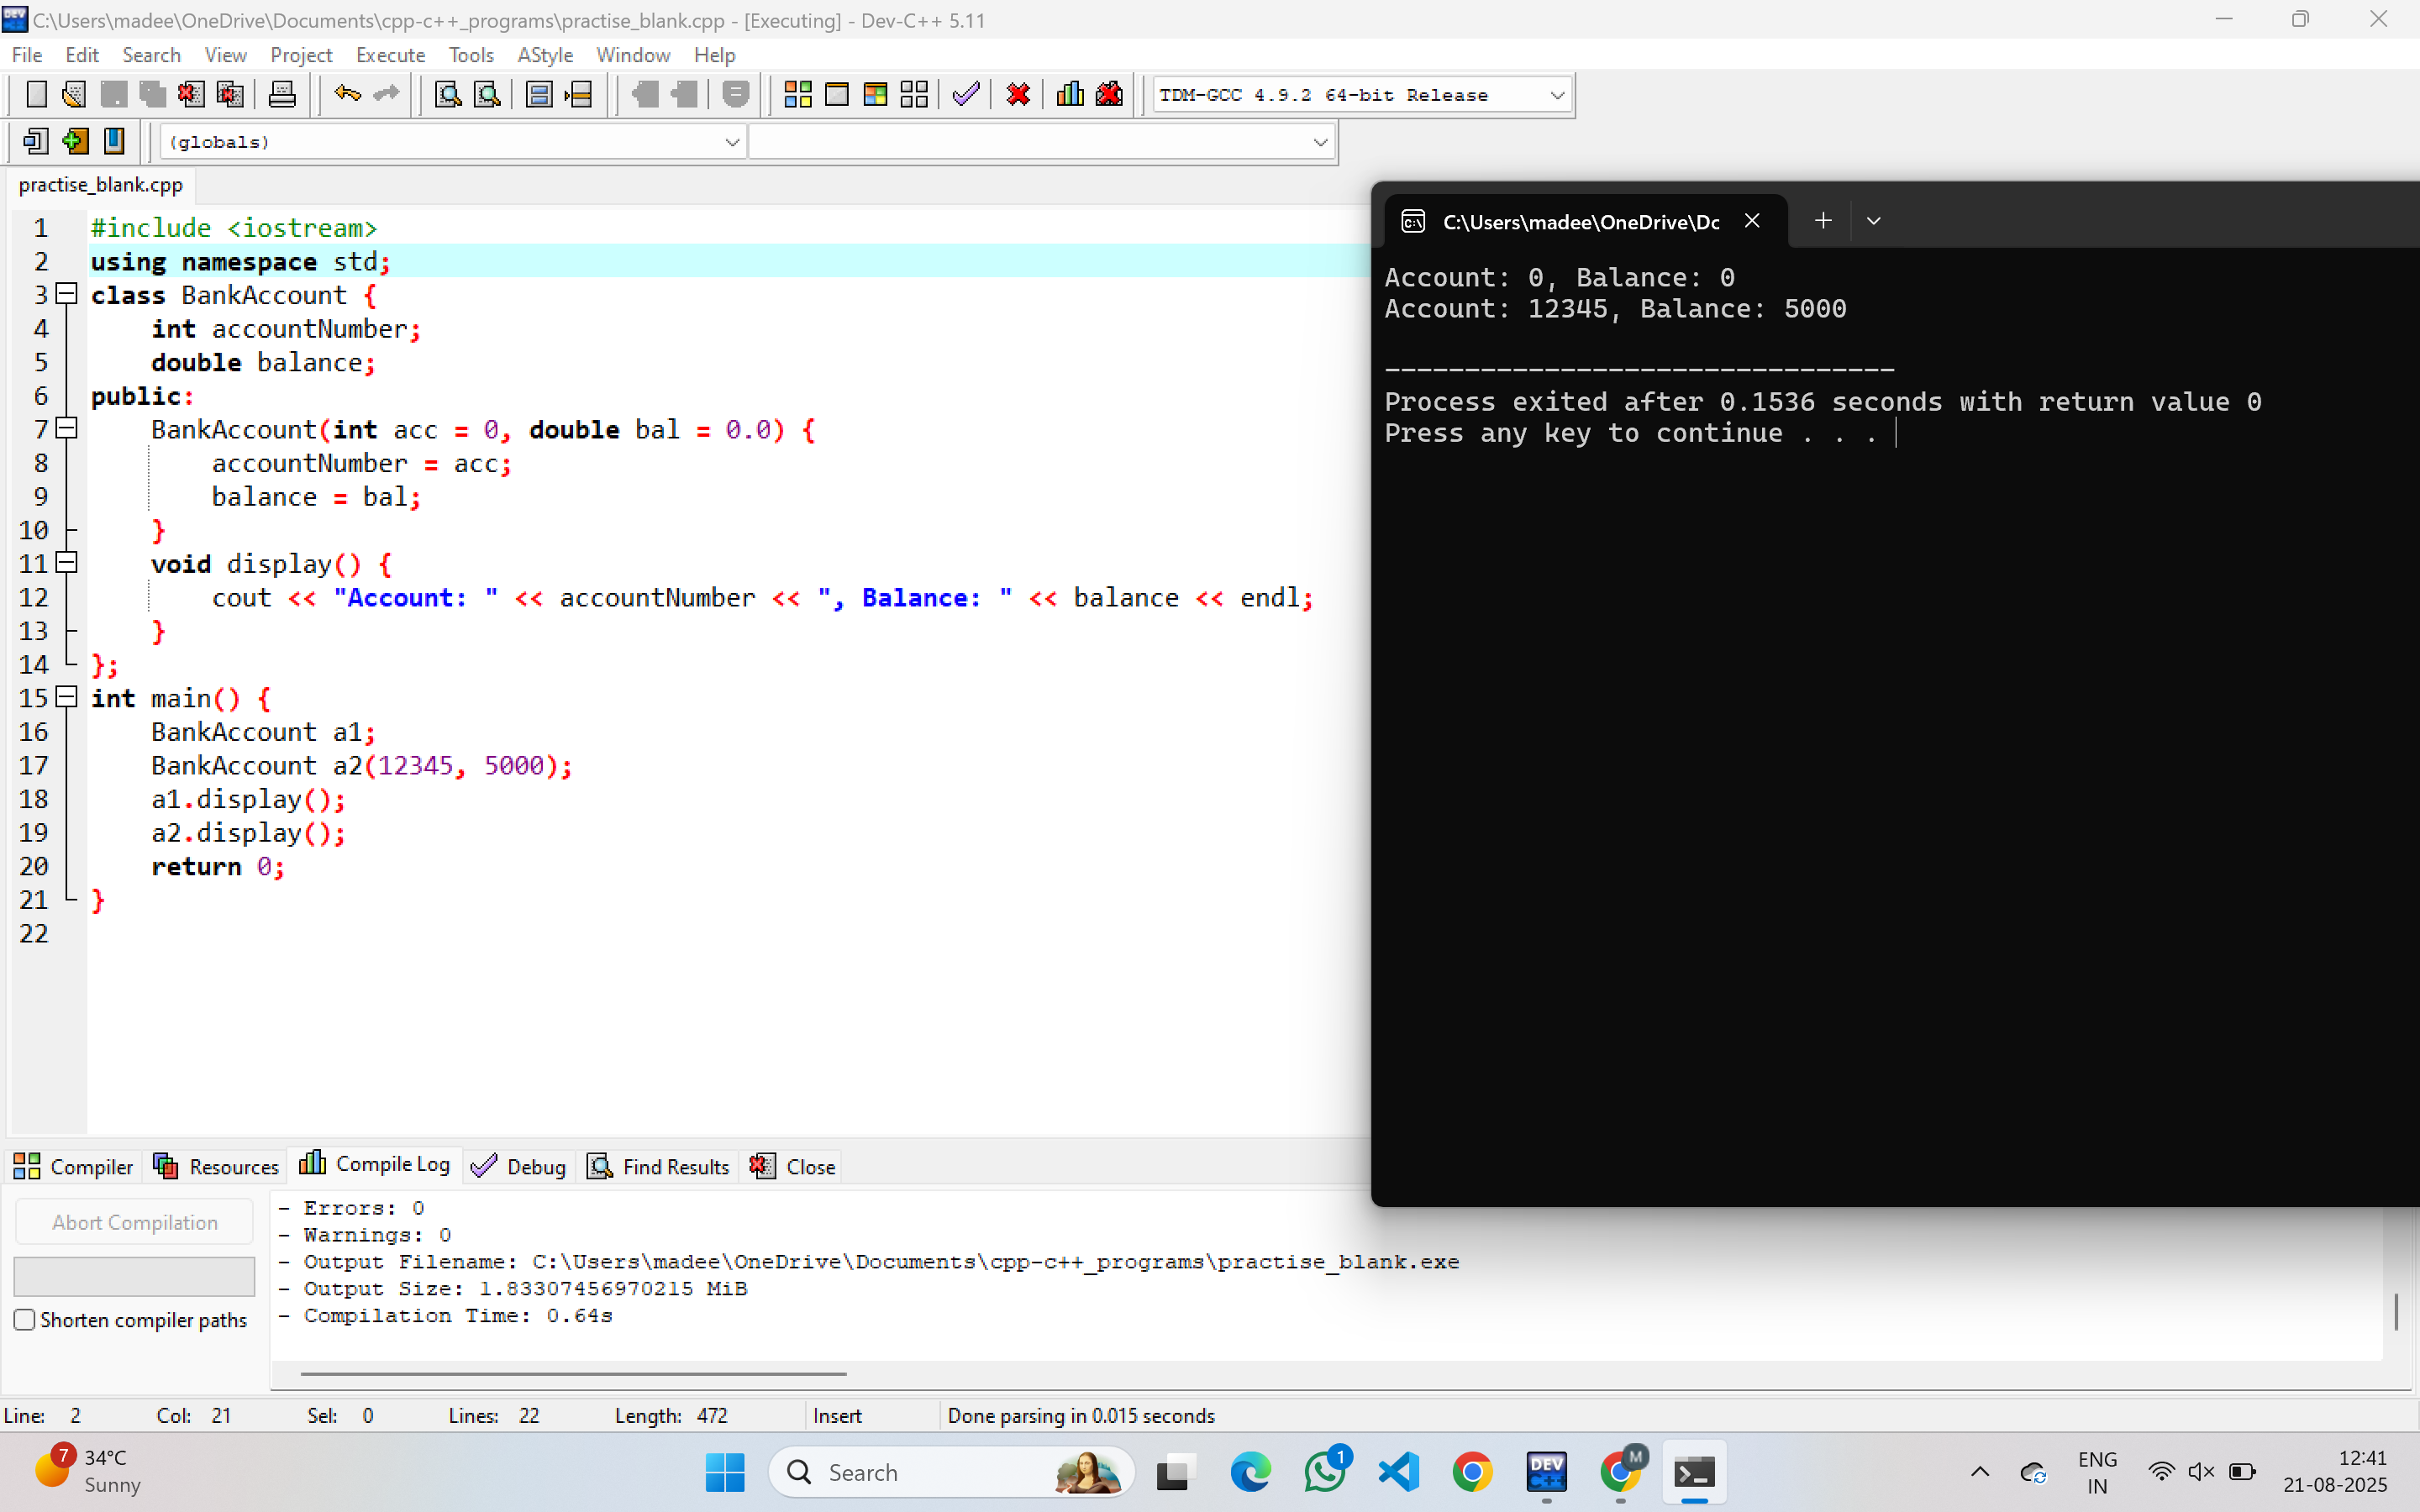 C:\Users\madee\OneDrive\Documents\cpp-c++_programs\practise_blank.cpp - [Executing] - Dev-C++ 5.11
File Edit Search View Project Execute Tools AStyle Window Help
TDM-GCC 4.9.2 64-bit Release
(globals)
practise_blank.cpp
1 #include <iostream>
2 using namespace std;
3 class BankAccount {
4     int accountNumber;
5     double balance;
6 public:
7     BankAccount(int acc = 0, double bal = 0.0) {
8         accountNumber = acc;
9         balance = bal;
10     }
11     void display() {
12         cout << "Account: " << accountNumber << ", Balance: " << balance << endl;
13     }
14 };
15 int main() {
16     BankAccount a1;
17     BankAccount a2(12345, 5000);
18     a1.display();
19     a2.display();
20     return 0;
21 }
22
C:\Users\madee\OneDrive\Dc
Account: 0, Balance: 0
Account: 12345, Balance: 5000
--------------------------------
Process exited after 0.1536 seconds with return value 0
Press any key to continue . . .
Compiler Resources Compile Log Debug Find Results Close
Abort Compilation
Shorten compiler paths
- Errors: 0
- Warnings: 0
- Output Filename: C:\Users\madee\OneDrive\Documents\cpp-c++_programs\practise_blank.exe
- Output Size: 1.83307456970215 MiB
- Compilation Time: 0.64s
Line: 2 Col: 21 Sel: 0 Lines: 22 Length: 472 Insert Done parsing in 0.015 seconds
7
34°C
Sunny
Search
1
DEV
C++
M
ENG
IN
12:41
21-08-2025